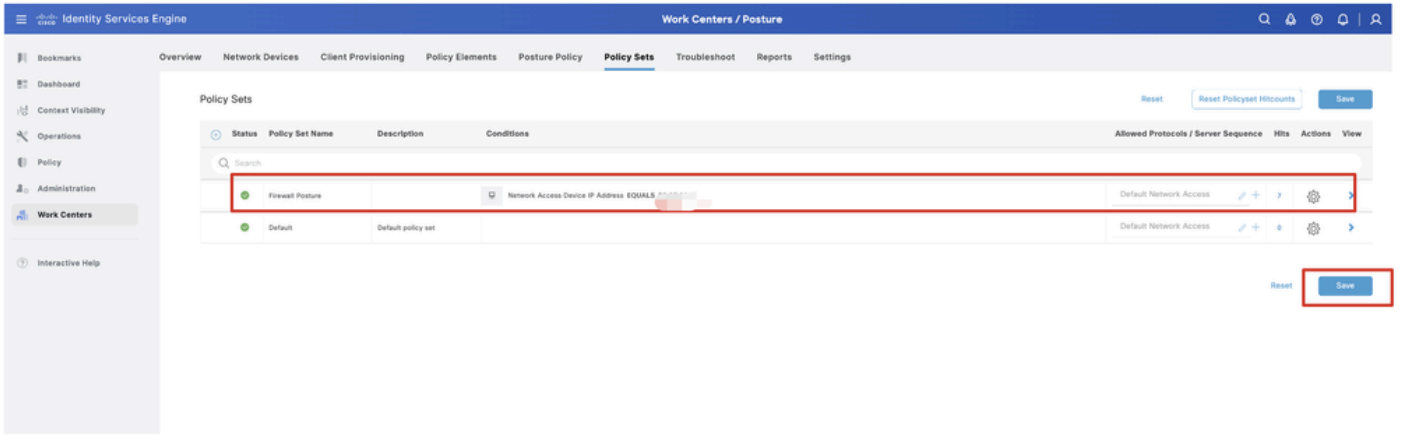 cisco Identity Services Engine
Work Centers / Posture
Bookmarks
Dashboard
Context Visibility
Operations
Policy
Administration
Work Centers
Interactive Help
Overview Network Devices Client Provisioning Policy Elements Posture Policy Policy Sets Troubleshoot Reports Settings
Policy Sets
Reset Reset Policyset Hitcounts Save
Status Policy Set Name Description Conditions Allowed Protocols / Server Sequence Hits Actions View
Search
Firewall Posture Network Access Device IP Address EQUALS Default Network Access
Default Default policy set Default Network Access 0
Reset Save